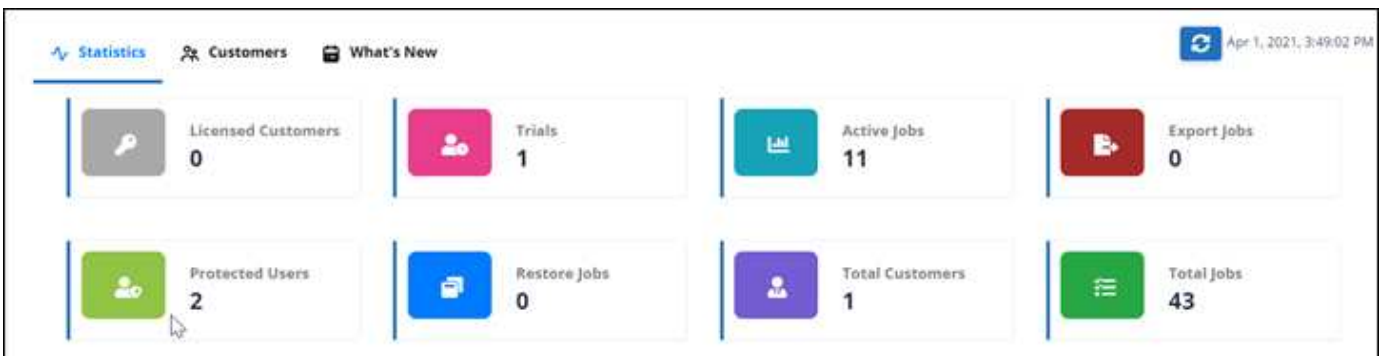 Statistics Customers What's New Apr 1, 2021, 3:49:02 PM
Licensed Customers Trials Active Jobs Export Jobs
0 1 11 0
Protected Users Restore Jobs Total Customers Total Jobs
2 0 1 43